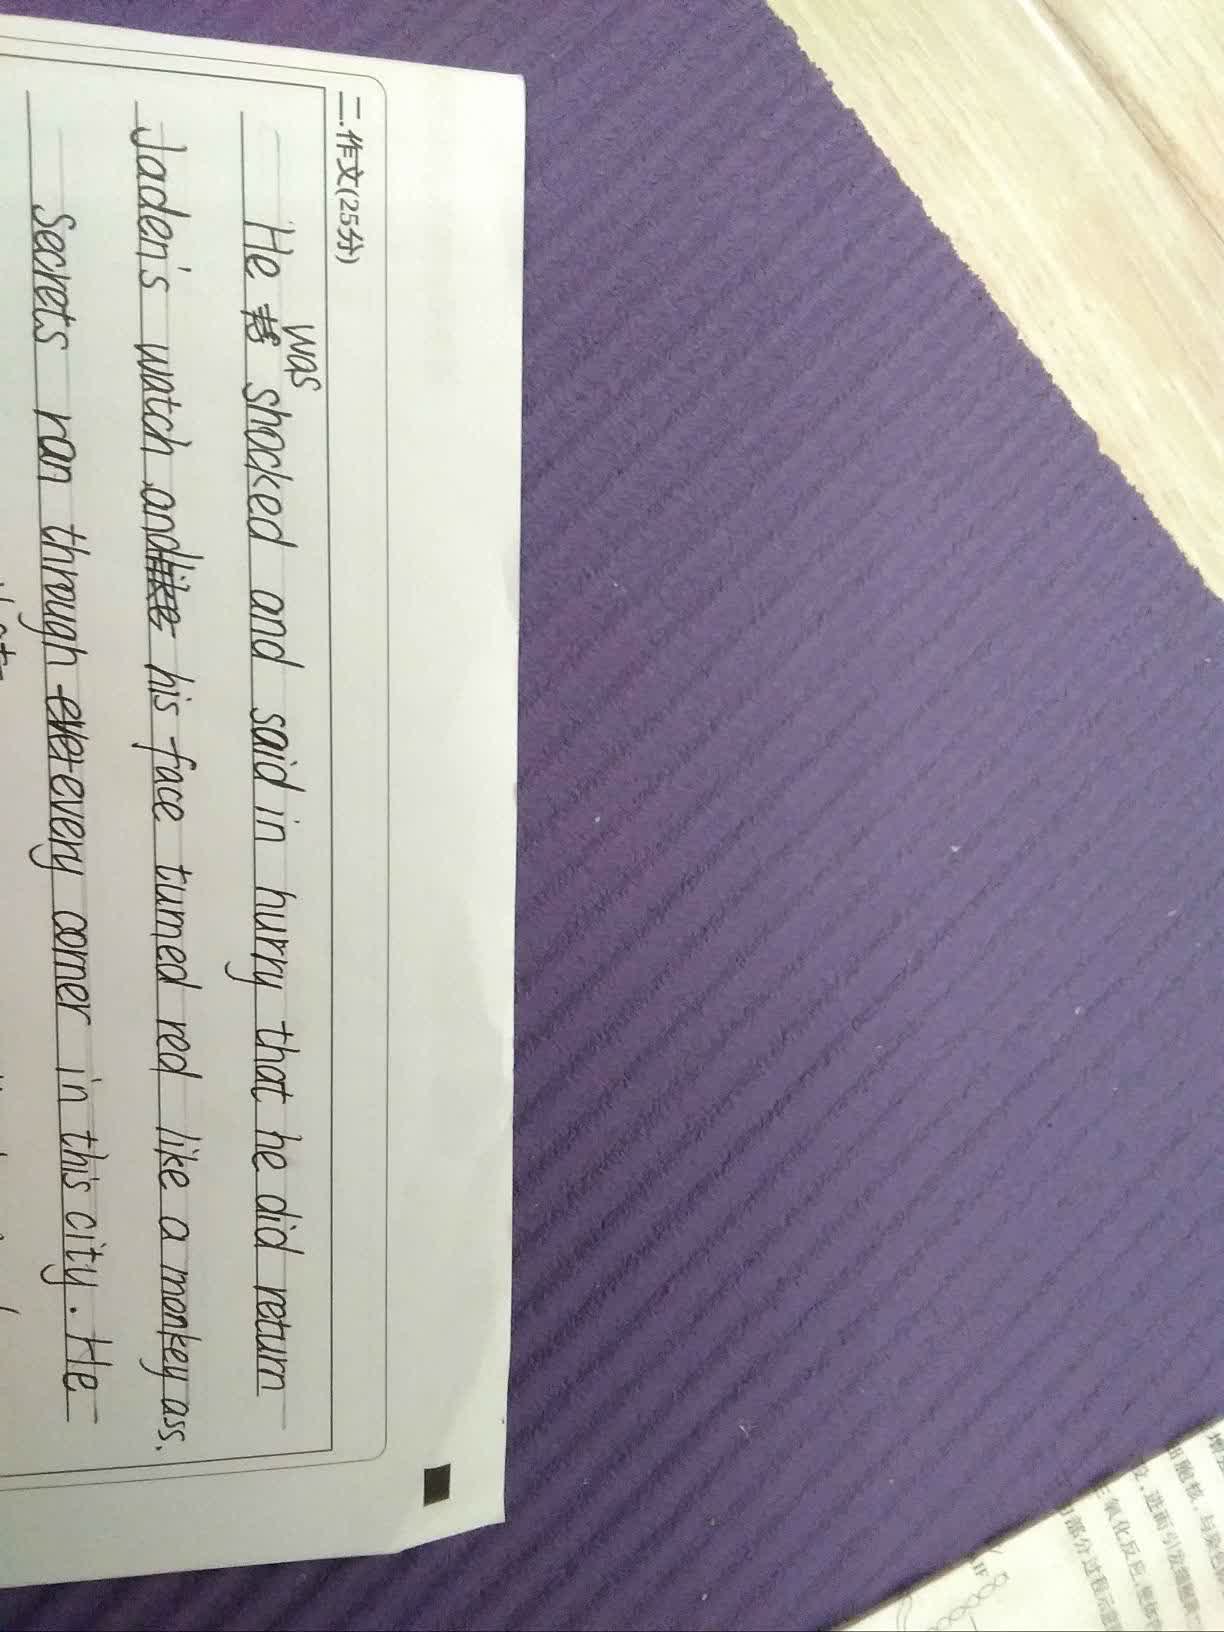 二.作文(25分)
He was shocked and said in hurry that he did return
Jaden's watch, and his face turned red like a monkey ass.
Secrets ran through every corner in this city. He